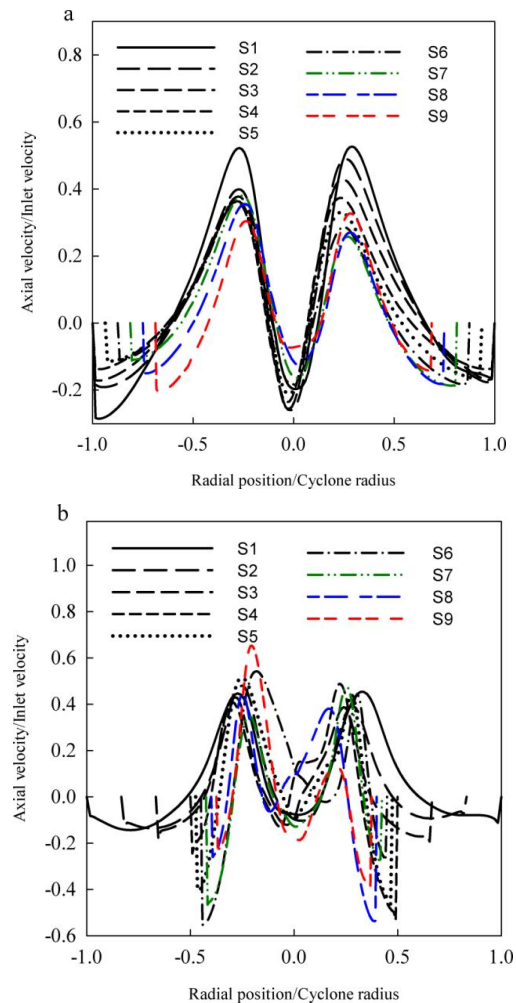 a
0.8
0.6
0.4
0.2
0.0
-0.2
S1
S2
S3
S4
S5
S6
S7
S8
S9
Axial velocity/Inlet velocity
-1.0 -0.5 0.0 0.5 1.0
Radial position/Cyclone radius
b
1.0
0.8
0.6
0.4
0.2
0.0
-0.2
-0.4
-0.6
S1
S2
S3
S4
S5
S6
S7
S8
S9
Axial velocity/Inlet velocity
-1.0 -0.5 0.0 0.5 1.0
Radial position/Cyclone radius